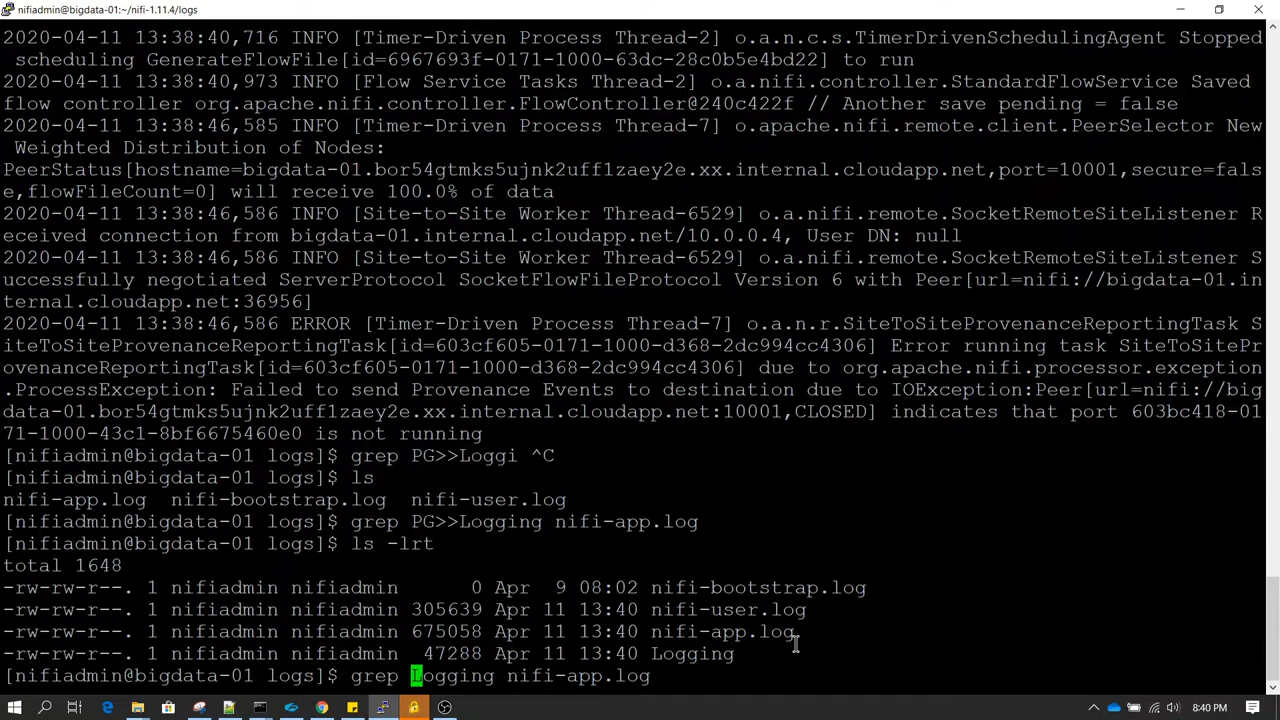 nifiadmin@bigdata-01:~/nifi-1.11.4/logs
2020-04-11 13:38:40,716 INFO [Timer-Driven Process Thread-2] o.a.n.c.s.TimerDrivenSchedulingAgent Stopped
scheduling GenerateFlowFile[id=6967693f-0171-1000-63dc-28c0b5e4bd22] to run
2020-04-11 13:38:40,973 INFO [Flow Service Tasks Thread-2] o.a.nifi.controller.StandardFlowService Saved
flow controller org.apache.nifi.controller.FlowController@240c422f // Another save pending = false
2020-04-11 13:38:46,585 INFO [Timer-Driven Process Thread-7] o.apache.nifi.remote.client.PeerSelector New
Weighted Distribution of Nodes:
PeerStatus[hostname=bigdata-01.bor54gtmks5ujnk2uff1zaey2e.xx.internal.cloudapp.net,port=10001,secure=fals
e,flowFileCount=0] will receive 100.0% of data
2020-04-11 13:38:46,586 INFO [Site-to-Site Worker Thread-6529] o.a.nifi.remote.SocketRemoteSiteListener R
eceived connection from bigdata-01.internal.cloudapp.net/10.0.0.4, User DN: null
2020-04-11 13:38:46,586 INFO [Site-to-Site Worker Thread-6529] o.a.nifi.remote.SocketRemoteSiteListener S
uccessfully negotiated ServerProtocol SocketFlowFileProtocol Version 6 with Peer[url=nifi://bigdata-01.in
ternal.cloudapp.net:36956]
2020-04-11 13:38:46,586 ERROR [Timer-Driven Process Thread-7] o.a.n.r.SiteToSiteProvenanceReportingTask S
iteToSiteProvenanceReportingTask[id=603cf605-0171-1000-d368-2dc994cc4306] Error running task SiteToSitePr
ovenanceReportingTask[id=603cf605-0171-1000-d368-2dc994cc4306] due to org.apache.nifi.processor.exception
.ProcessException: Failed to send Provenance Events to destination due to IOException:Peer[url=nifi://big
data-01.bor54gtmks5ujnk2uff1zaey2e.xx.internal.cloudapp.net:10001,CLOSED] indicates that port 603bc418-01
71-1000-43c1-8bf6675460e0 is not running
[nifiadmin@bigdata-01 logs]$ grep PG>>Loggi ^C
[nifiadmin@bigdata-01 logs]$ ls
nifi-app.log  nifi-bootstrap.log  nifi-user.log
[nifiadmin@bigdata-01 logs]$ grep PG>>Logging nifi-app.log
[nifiadmin@bigdata-01 logs]$ ls -lrt
total 1648
-rw-rw-r--. 1 nifiadmin nifiadmin      0 Apr  9 08:02 nifi-bootstrap.log
-rw-rw-r--. 1 nifiadmin nifiadmin 305639 Apr 11 13:40 nifi-user.log
-rw-rw-r--. 1 nifiadmin nifiadmin 675058 Apr 11 13:40 nifi-app.log
-rw-rw-r--. 1 nifiadmin nifiadmin  47288 Apr 11 13:40 Logging
[nifiadmin@bigdata-01 logs]$ grep Logging nifi-app.log
8:40 PM